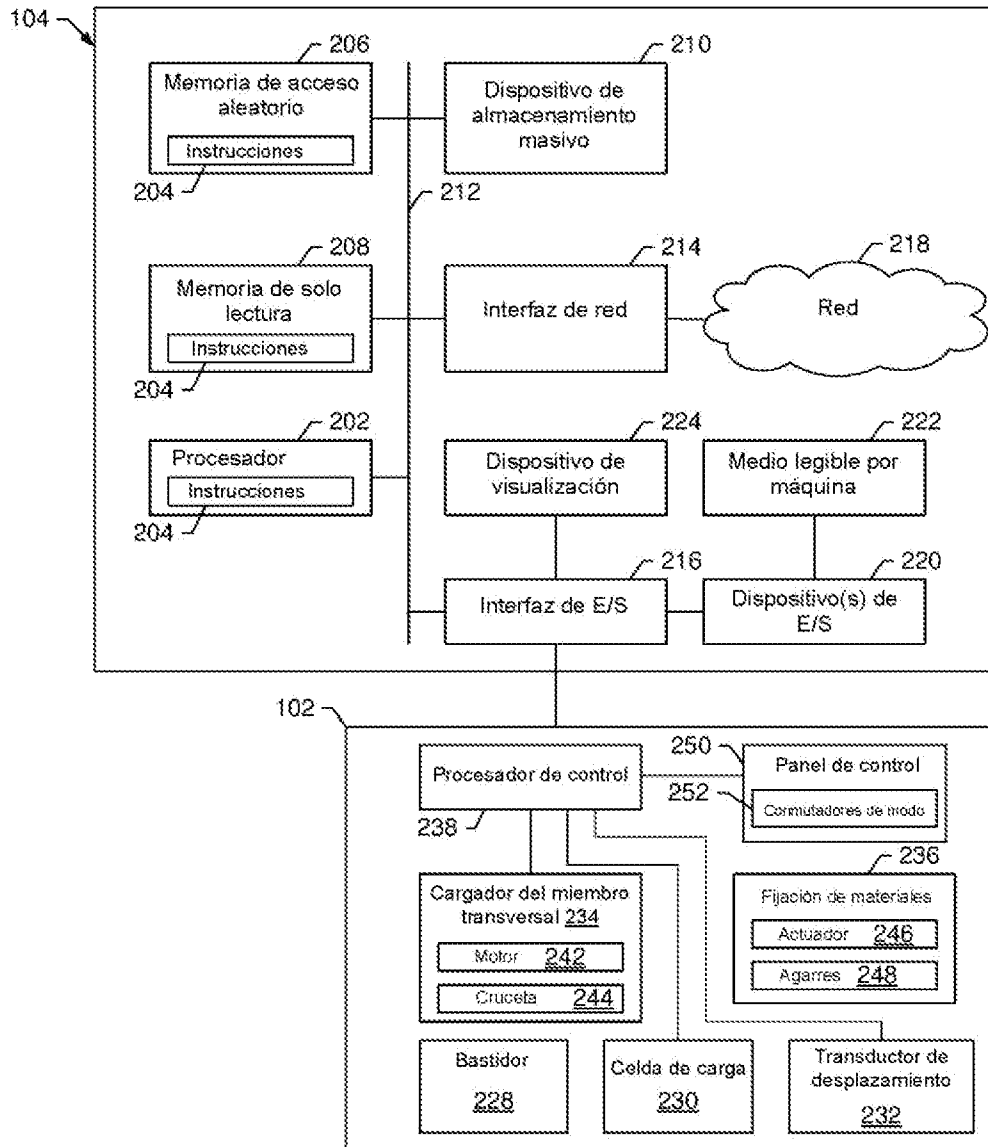 104
206
Memoria de acceso
aleatorio
Instrucciones
204
210
Dispositivo de
almacenamiento
masivo
212
208
Memoria de solo
lectura
Instrucciones
204
214
Interfaz de red
218
Red
202
Procesador
Instrucciones
204
224
Dispositivo de
visualización
222
Medio legible por
máquina
216
Interfaz de E/S
220
Dispositivo(s) de
E/S
102
Procesador de control
238
250
Panel de control
252
Conmutadores de modo
Cargador del miembro
transversal 234
Motor 242
Cruceta 244
236
Fijación de materiales
Actuador 246
Agarres 248
Bastidor
228
Celda de carga
230
Transductor de
desplazamiento
232